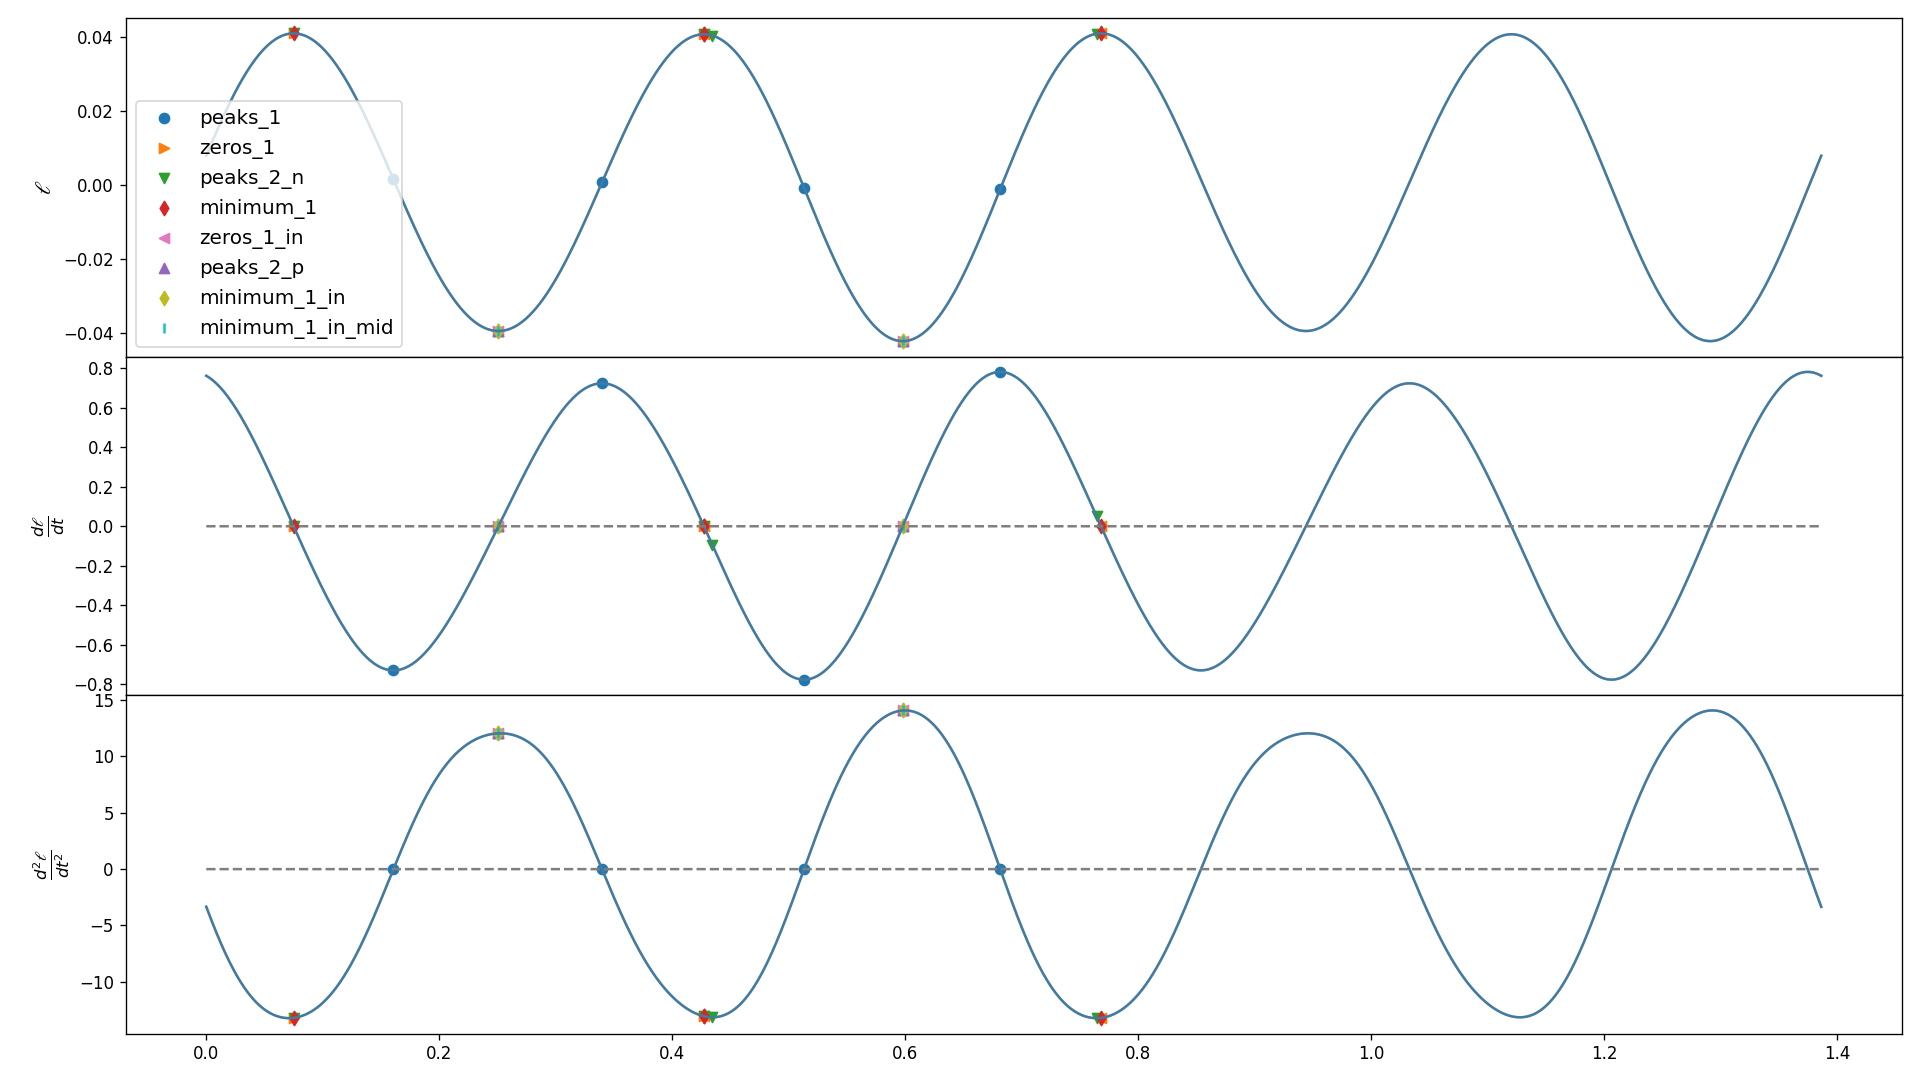 0.04
0.02
0.00
−0.02
−0.04
ℓ
peaks_1
zeros_1
peaks_2_n
minimum_1
zeros_1_in
peaks_2_p
minimum_1_in
minimum_1_in_mid
0.8
0.6
0.4
0.2
0.0
−0.2
−0.4
−0.6
−0.8
dℓ/dt
15
10
5
0
−5
−10
d²ℓ/dt²
0.0 0.2 0.4 0.6 0.8 1.0 1.2 1.4